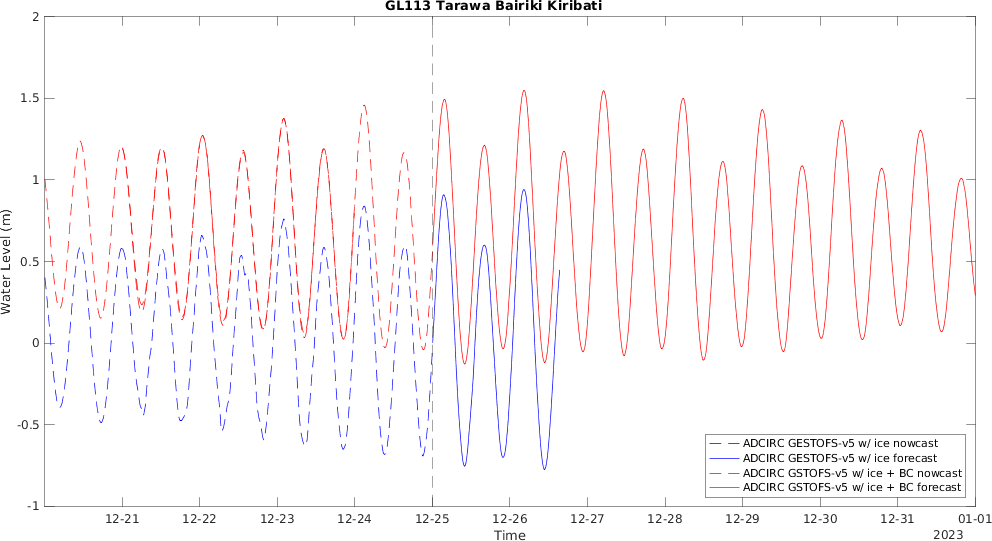 GL113 Tarawa Bairiki Kiribati
2
1.5
1
0.5
0
-0.5
-1
Water Level (m)
ADCIRC GESTOFS-v5 w/ ice nowcast
ADCIRC GESTOFS-v5 w/ ice forecast
ADCIRC GSTOFS-v5 w/ ice + BC nowcast
ADCIRC GSTOFS-v5 w/ ice + BC forecast
12-21 12-22 12-23 12-24 12-25 12-26 12-27 12-28 12-29 12-30 12-31 01-01
Time
2023